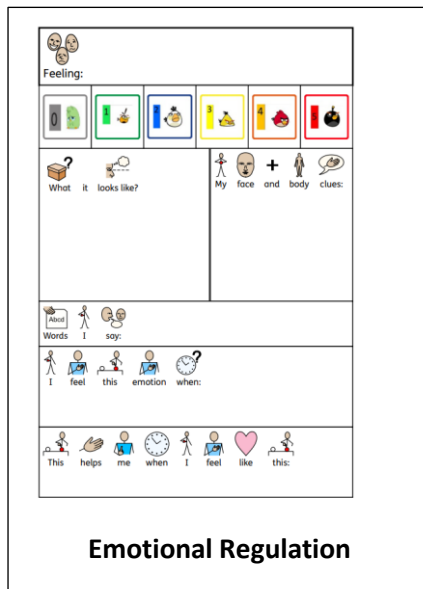 Feeling:
0 1 2 3 4 5
What it looks like?
My face and body clues:
Abcd
Words I say:
I feel this emotion when:
This helps me when I feel like this:
Emotional Regulation